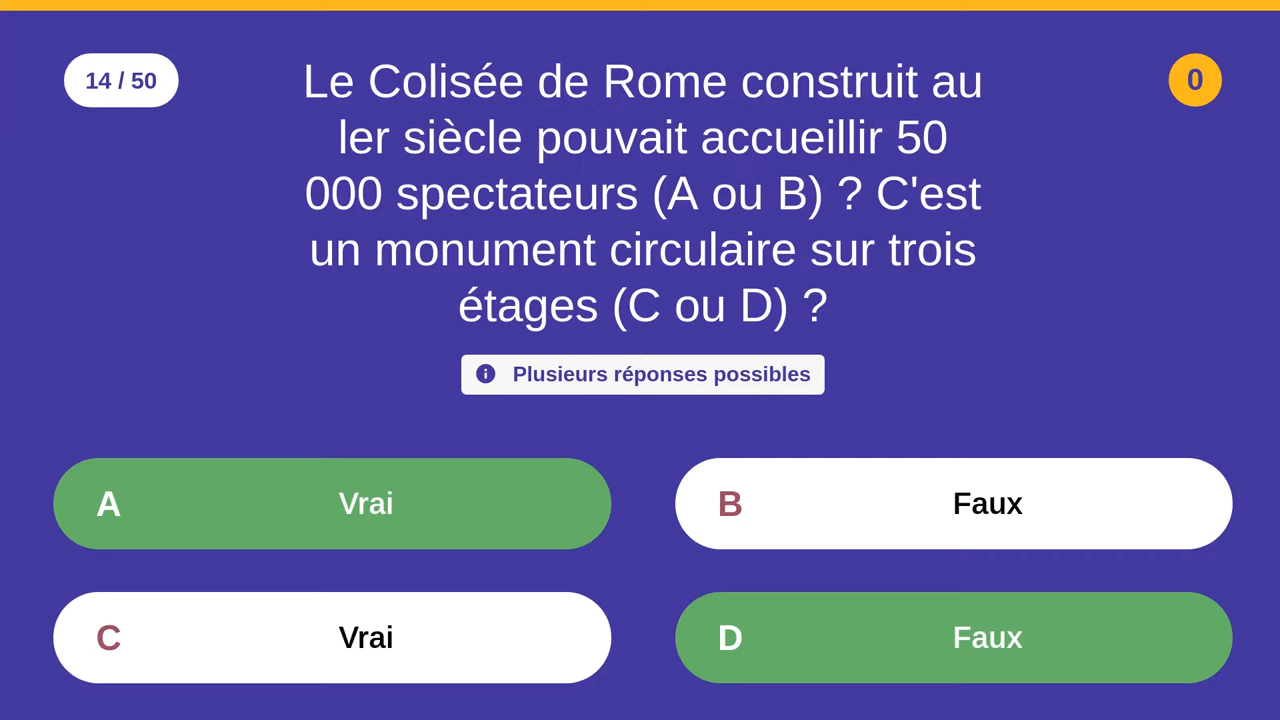 14 / 50
Le Colisée de Rome construit au
ler siècle pouvait accueillir 50
000 spectateurs (A ou B) ? C'est
un monument circulaire sur trois
étages (C ou D) ?
0
Plusieurs réponses possibles
A Vrai
B Faux
C Vrai
D Faux